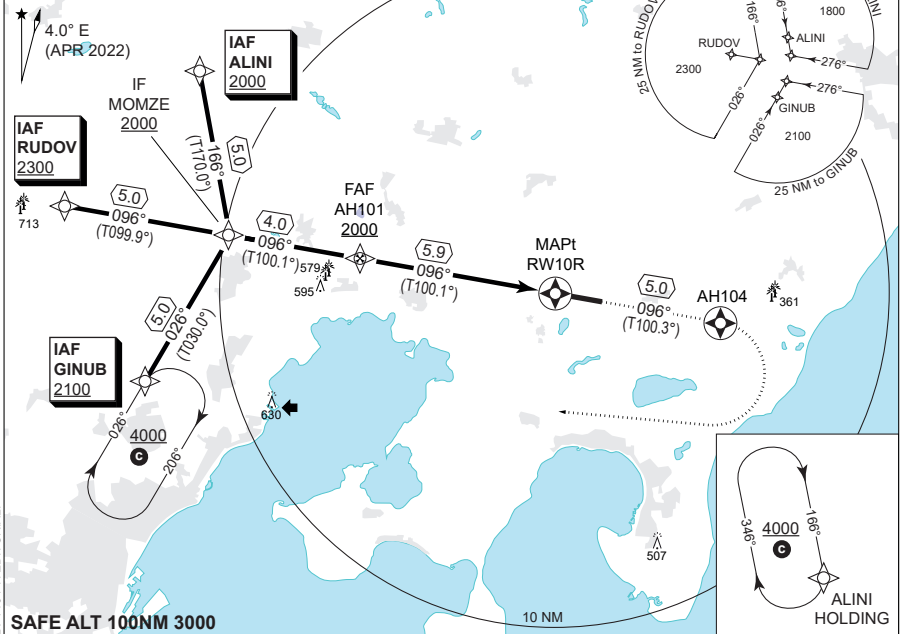 4.0° E
(APR 2022)
IAF
ALINI
2000
IF
MOMZE
2000
IAF
RUDOV
2300
713
5.0
096°
(T099.9°)
166°
(T170.0°)
5.0
4.0
096°
(T100.1°)
579
595
FAF
AH101
2000
5.9
096°
(T100.1°)
MAPt
RW10R
5.0
096°
(T100.3°)
AH104
361
5.0
026°
(T030.0°)
IAF
GINUB
2100
026°
4000
C
206°
630
507
10 NM
25 NM to RUDOV
166°
1800
RUDOV
ALINI
2300
276°
026°
276°
GINUB
026°
2100
25 NM to GINUB
346°
4000
C
166°
ALINI
HOLDING
SAFE ALT 100NM 3000